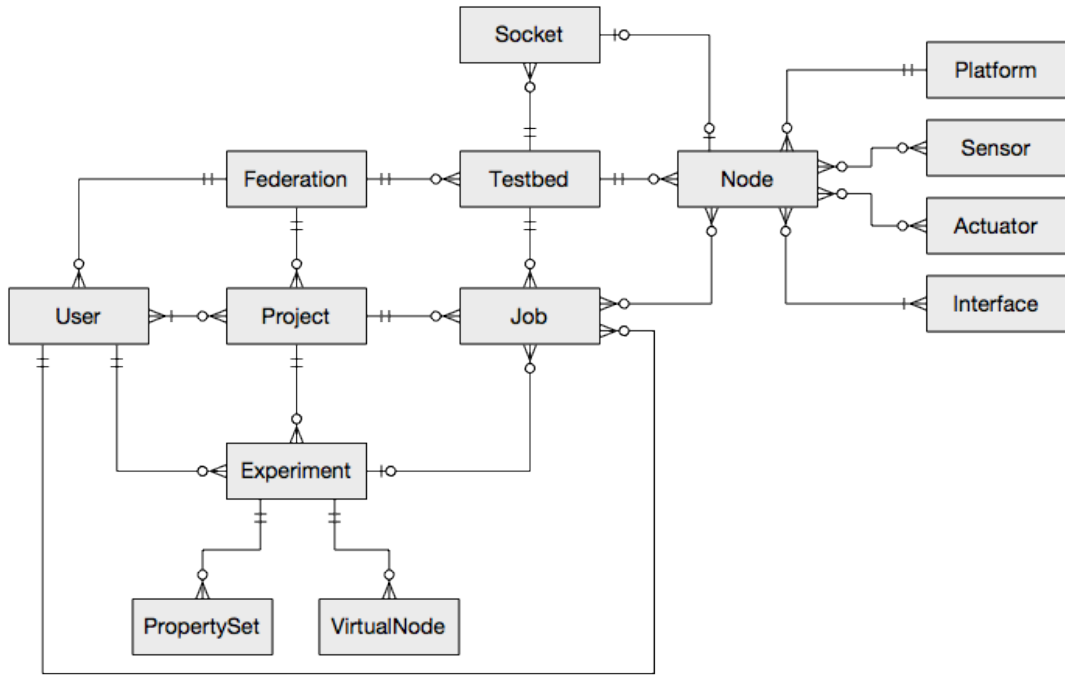 Socket
Platform
Sensor
Federation
Testbed
Node
Actuator
User
Project
Job
Interface
Experiment
PropertySet
VirtualNode